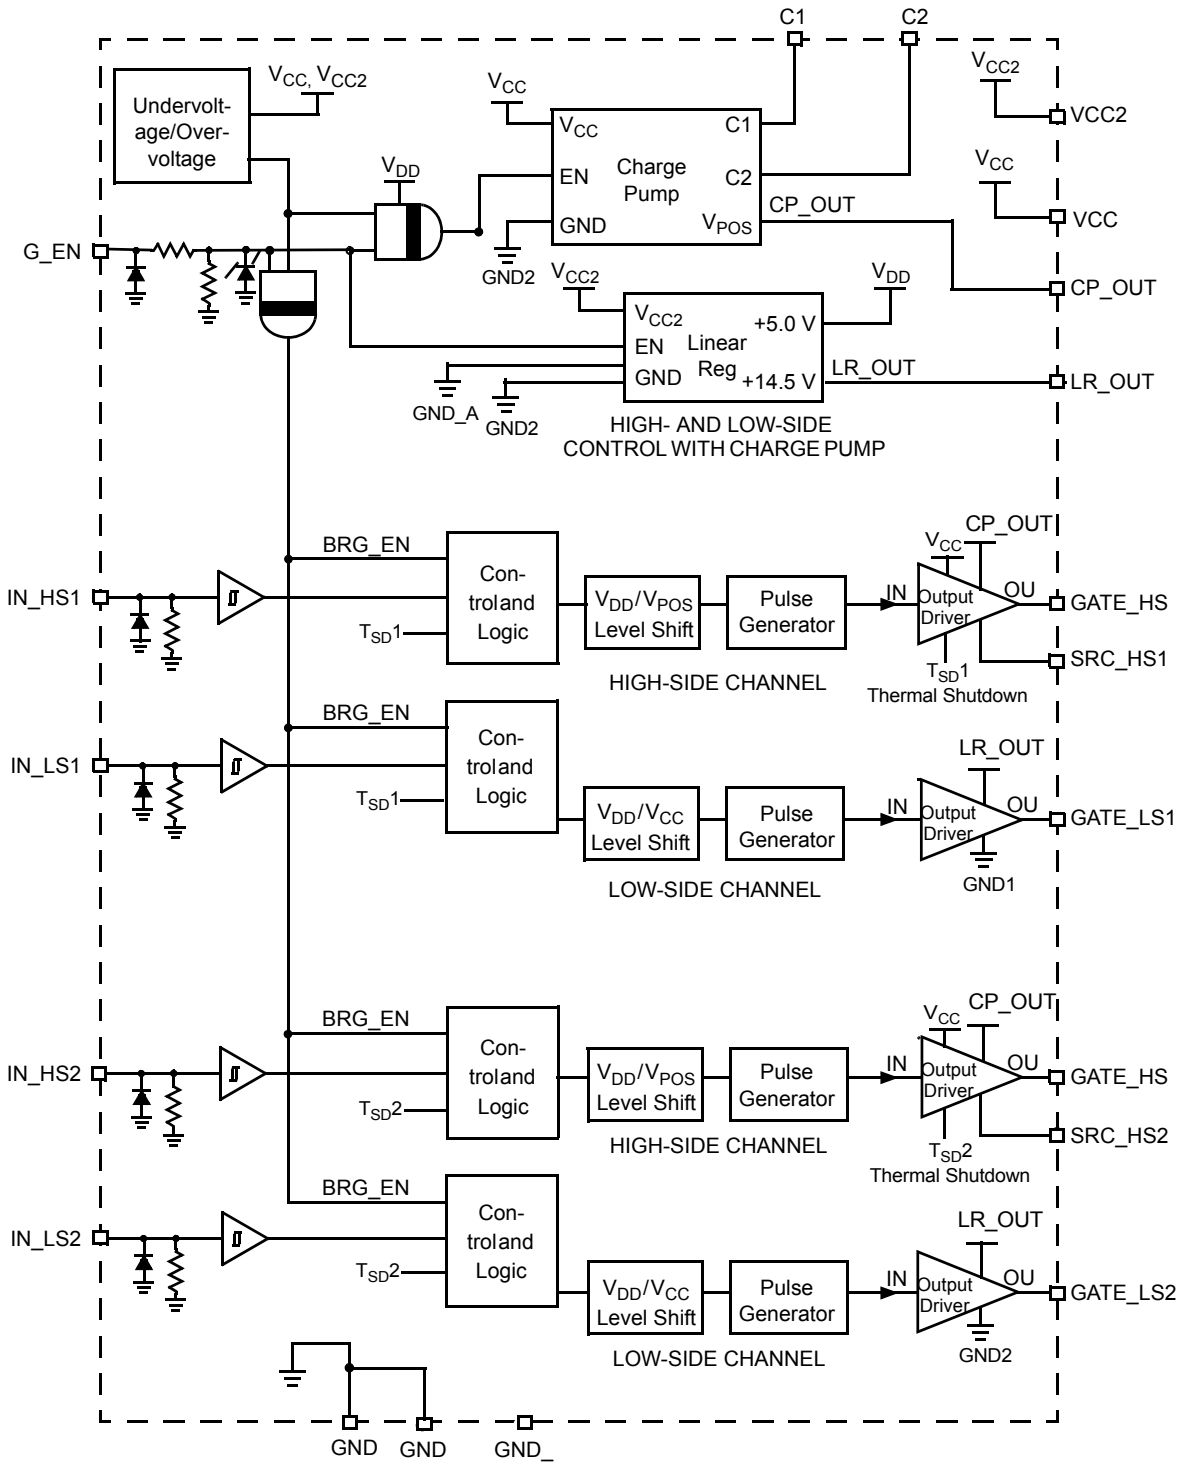 C1
C2
VCC, VCC2
VCC
VCC2
Undervolt-
age/Over-
voltage
VCC
C1
VCC2
VCC
VDD
EN
Charge
Pump
C2
CP_OUT
GND
VPOS
VCC
G_EN
GND2
VCC2
VDD
CP_OUT
VCC2
+5.0 V
EN
Linear
Reg
GND
+14.5 V
LR_OUT
LR_OUT
GND_A
GND2
HIGH- AND LOW-SIDE
CONTROL WITH CHARGE PUMP
CP_OUT
VCC
BRG_EN
Con-
troland
Logic
IN_HS1
TSD1
VDD/VPOS
Level Shift
Pulse
Generator
IN
Output
Driver
OU
GATE_HS
SRC_HS1
TSD1
Thermal Shutdown
HIGH-SIDE CHANNEL
BRG_EN
Con-
troland
Logic
IN_LS1
TSD1
LR_OUT
VDD/VCC
Level Shift
Pulse
Generator
IN
Output
Driver
OU
GATE_LS1
GND1
LOW-SIDE CHANNEL
CP_OUT
VCC
BRG_EN
Con-
troland
Logic
IN_HS2
TSD2
VDD/VPOS
Level Shift
Pulse
Generator
IN
Output
Driver
OU
GATE_HS
SRC_HS2
TSD2
Thermal Shutdown
HIGH-SIDE CHANNEL
BRG_EN
Con-
troland
Logic
IN_LS2
TSD2
LR_OUT
VDD/VCC
Level Shift
Pulse
Generator
IN
Output
Driver
OU
GATE_LS2
GND2
LOW-SIDE CHANNEL
GND
GND
GND_